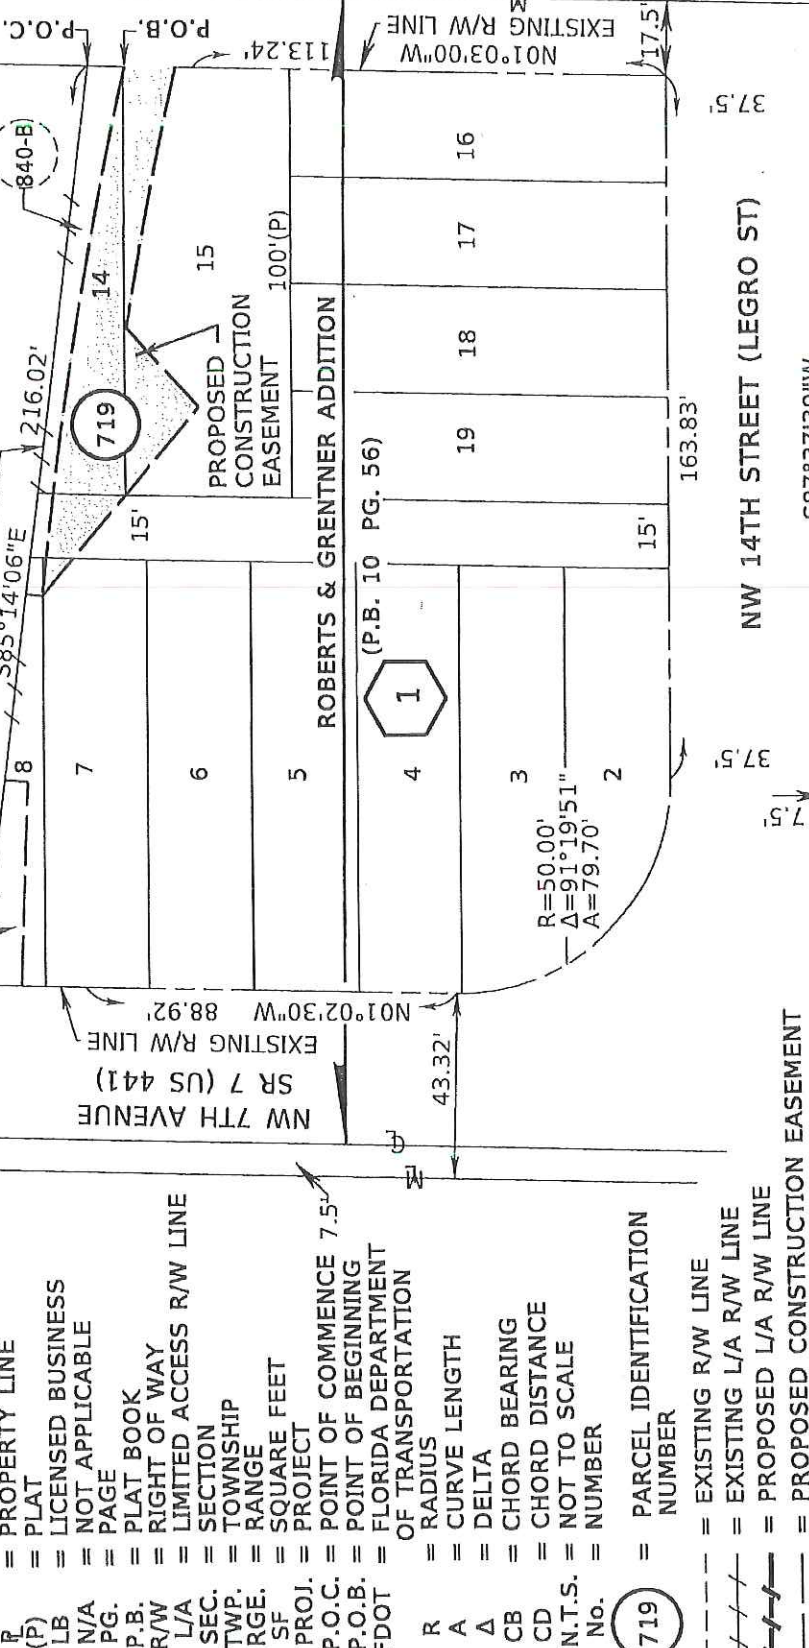 P.O.C.
P.O.B.
840-B
113.24'
N01°03'00"W
EXISTING R/W LINE
17.5'
37.5'
216.02'
S85°14'06"E
14
15
100'(P)
16
17
18
19
719
PROPOSED
CONSTRUCTION
EASEMENT
15'
15'
163.83'
ROBERTS & GRENTNER ADDITION
(P.B. 10 PG. 56)
1
8
7
6
5
4
3
2
R=50.00'
Δ=91°19'51"
A=79.70'
NW 14TH STREET (LEGRO ST)
37.5'
7.5'
N01°02'30"W 88.92'
EXISTING R/W LINE
NW 7TH AVENUE
SR 7 (US 441)
43.32'
7.5'
= PROPERTY LINE
(P) = PLAT
LB = LICENSED BUSINESS
N/A = NOT APPLICABLE
PG. = PAGE
P.B. = PLAT BOOK
R/W = RIGHT OF WAY
L/A = LIMITED ACCESS R/W LINE
SEC. = SECTION
TWP. = TOWNSHIP
RGE. = RANGE
SF = SQUARE FEET
PROJ. = PROJECT
P.O.C. = POINT OF COMMENCE
P.O.B. = POINT OF BEGINNING
FDOT = FLORIDA DEPARTMENT
OF TRANSPORTATION
R = RADIUS
A = CURVE LENGTH
Δ = DELTA
CB = CHORD BEARING
CD = CHORD DISTANCE
N.T.S. = NOT TO SCALE
No. = NUMBER
719 = PARCEL IDENTIFICATION
NUMBER
= EXISTING R/W LINE
= EXISTING L/A R/W LINE
= PROPOSED L/A R/W LINE
= PROPOSED CONSTRUCTION EASEMENT